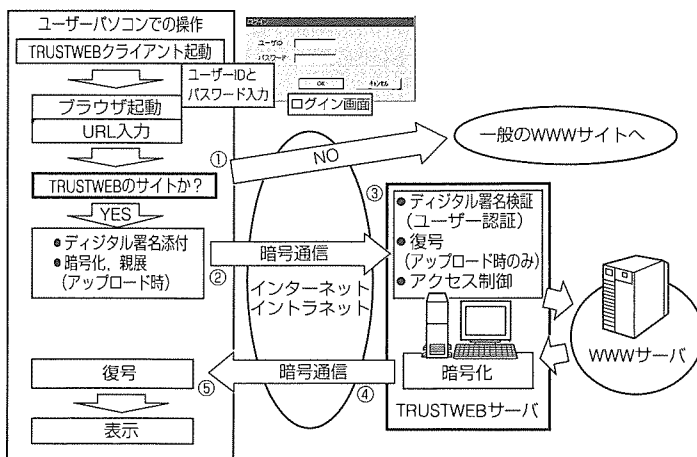 ユーザーパソコンでの操作
TRUSTWEBクライアント起動
ユーザーIDと
パスワード入力
ログイン
ユーザID
パスワード
OK
キャンセル
ログイン画面
ブラウザ起動
URL入力
①
NO
一般のWWWサイトへ
TRUSTWEBのサイトか？
YES
●ディジタル署名添付
●暗号化，親展
(アップロード時)
②
暗号通信
インターネット
イントラネット
③
●ディジタル署名検証
(ユーザー認証)
●復号
(アップロード時のみ)
●アクセス制御
暗号化
TRUSTWEBサーバ
WWWサーバ
暗号通信
④
復号
⑤
表示